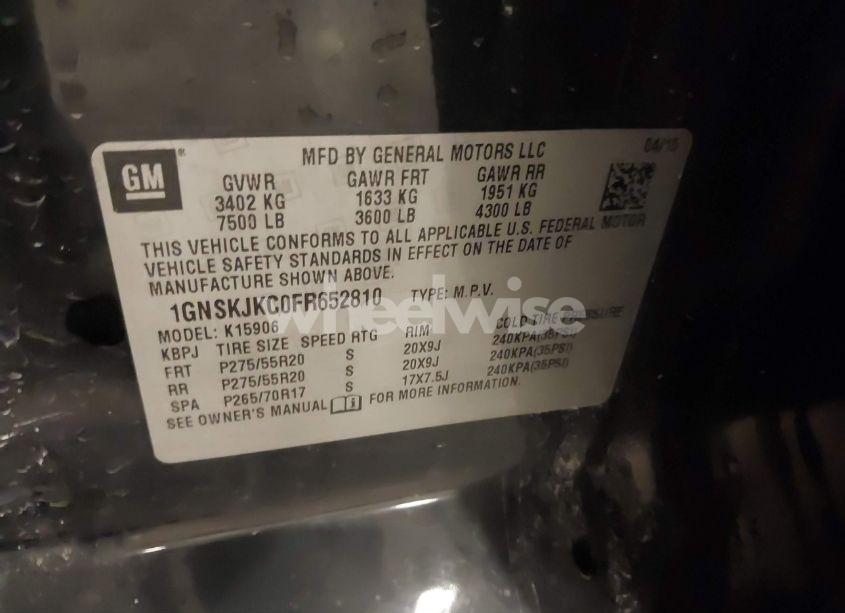 GM ®
MFD BY GENERAL MOTORS LLC 04/15
GVWR GAWR FRT GAWR RR
3402 KG 1633 KG 1951 KG
7500 LB 3600 LB 4300 LB
THIS VEHICLE CONFORMS TO ALL APPLICABLE U.S. FEDERAL MOTOR
VEHICLE SAFETY STANDARDS IN EFFECT ON THE DATE OF
MANUFACTURE SHOWN ABOVE.
1GNSKJKC0FR652810 TYPE: M.P.V.
wheelwise
MODEL: K15906
KBPJ TIRE SIZE SPEED RTG RIM COLD TIRE PRESSURE
FRT P275/55R20 S 20X9J 240KPA(35PSI)
RR P275/55R20 S 20X9J 240KPA(35PSI)
SPA P265/70R17 S 17X7.5J 240KPA(35PSI)
SEE OWNER'S MANUAL FOR MORE INFORMATION.